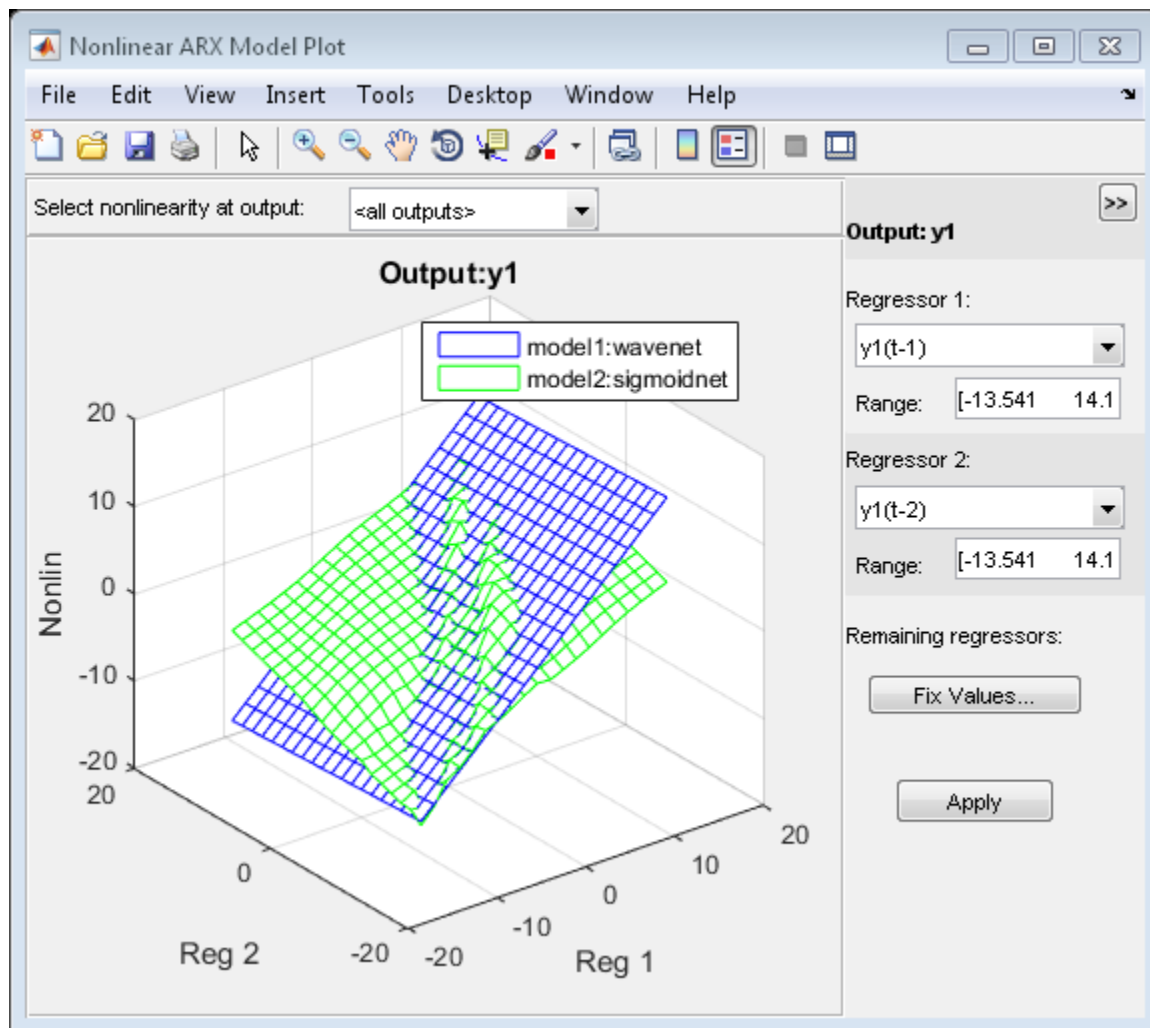 Nonlinear ARX Model Plot
File Edit View Insert Tools Desktop Window Help
Select nonlinearity at output: <all outputs>
>>
Output: y1
Output:y1
model1:wavenet
model2:sigmoidnet
Regressor 1:
y1(t-1)
Range: [-13.541 14.1
Regressor 2:
y1(t-2)
Range: [-13.541 14.1
Remaining regressors:
Fix Values...
Apply
20
10
0
-10
-20
Nonlin
20
0
-20
Reg 2
-20
-10
0
10
20
Reg 1